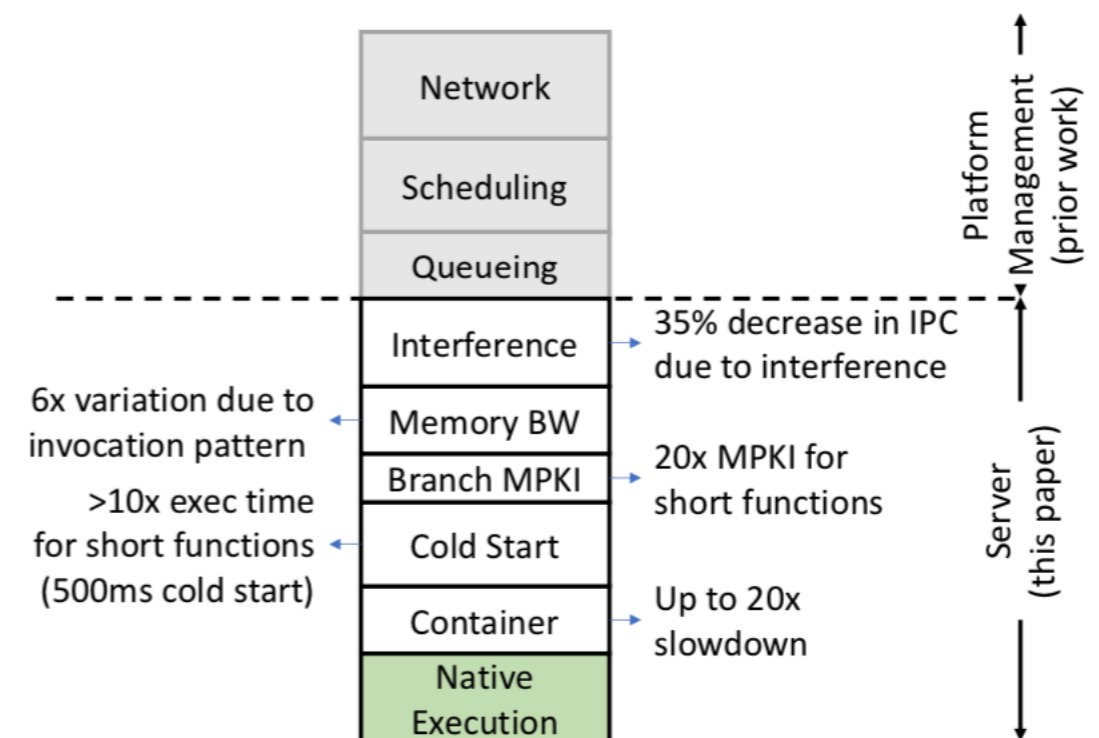 Network
Scheduling
Queueing
Interference
Memory BW
Branch MPKI
Cold Start
Container
Native
Execution
6x variation due to
invocation pattern
>10x exec time
for short functions
(500ms cold start)
35% decrease in IPC
due to interference
20x MPKI for
short functions
Up to 20x
slowdown
Platform
Management
(prior work)
Server
(this paper)